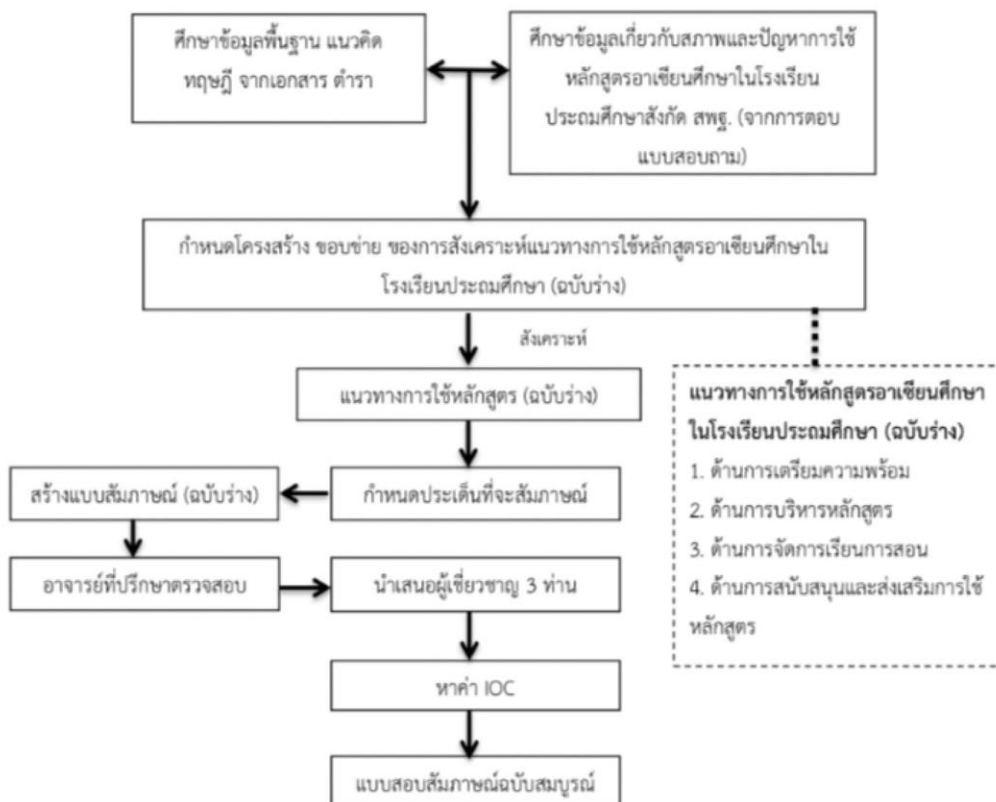 ศึกษาข้อมูลพื้นฐาน แนวคิด
ทฤษฎี จากเอกสาร ตำรา
ศึกษาข้อมูลเกี่ยวกับสภาพและปัญหาการใช้
หลักสูตรอาเซียนศึกษาในโรงเรียน
ประถมศึกษาสังกัด สพฐ. (จากการตอบ
แบบสอบถาม)
กำหนดโครงสร้าง ขอบข่าย ของการสังเคราะห์แนวทางการใช้หลักสูตรอาเซียนศึกษาใน
โรงเรียนประถมศึกษา (ฉบับร่าง)
สังเคราะห์
แนวทางการใช้หลักสูตร (ฉบับร่าง)
แนวทางการใช้หลักสูตรอาเซียนศึกษา
ในโรงเรียนประถมศึกษา (ฉบับร่าง)
1. ด้านการเตรียมความพร้อม
2. ด้านการบริหารหลักสูตร
3. ด้านการจัดการเรียนการสอน
4. ด้านการสนับสนุนและส่งเสริมการใช้
หลักสูตร
กำหนดประเด็นที่จะสัมภาษณ์
สร้างแบบสัมภาษณ์ (ฉบับร่าง)
อาจารย์ที่ปรึกษาตรวจสอบ
นำเสนอผู้เชี่ยวชาญ 3 ท่าน
หาค่า IOC
แบบสอบสัมภาษณ์ฉบับสมบูรณ์